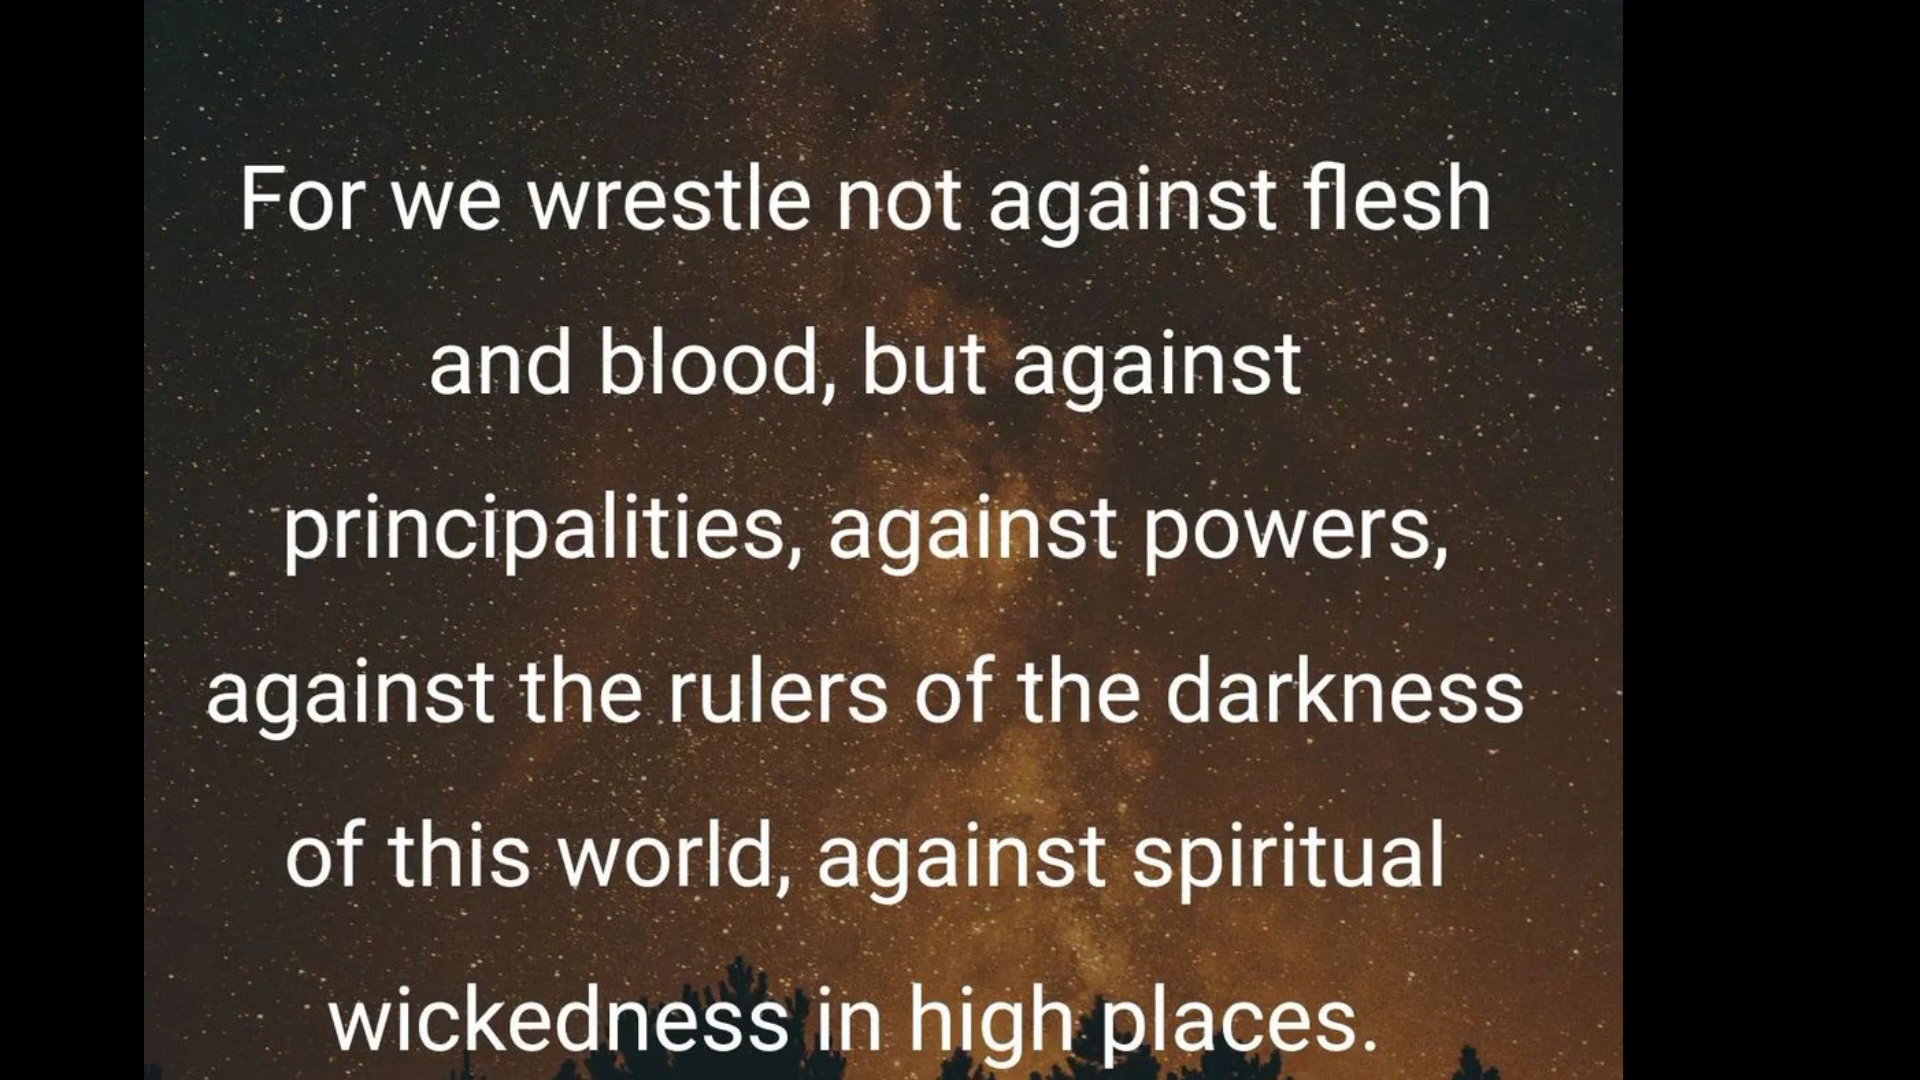 For we wrestle not against flesh
and blood, but against
principalities, against powers,
against the rulers of the darkness
of this world, against spiritual
wickedness in high places.